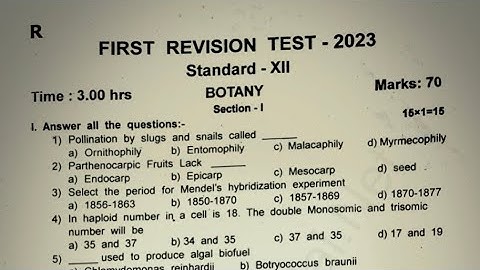 R
FIRST REVISION TEST - 2023
Standard - XII
Time : 3.00 hrs BOTANY Marks: 70
Section - I
I. Answer all the questions:- 15×1=15
1) Pollination by slugs and snails called ______
a) Ornithophily b) Entomophily c) Malacaphily d) Myrmecophily
2) Parthenocarpic Fruits Lack ______
a) Endocarp b) Epicarp c) Mesocarp d) seed
3) Select the period for Mendel's hybridization experiment
a) 1856-1863 b) 1850-1870 c) 1857-1869 d) 1870-1877
4) In haploid number in a cell is 18. The double Monosomic and trisomic
number will be
a) 35 and 37 b) 34 and 35 c) 37 and 35 d) 17 and 19
5) ______ used to produce algal biofuel
a) Chlamydomonas reinhardii b) Botryococcus braunii